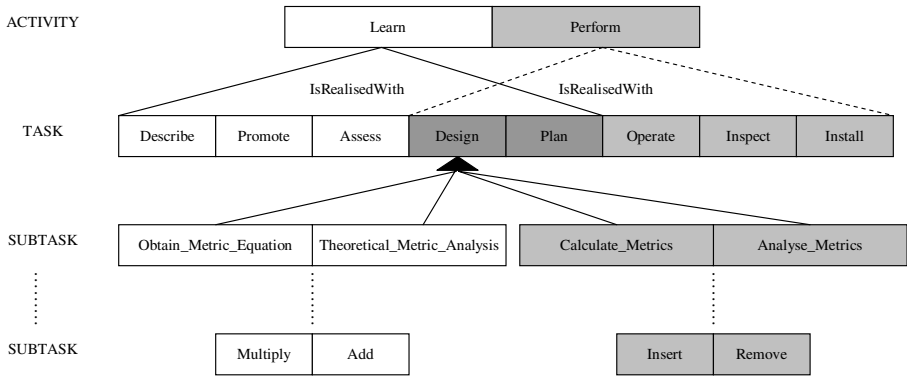 ACTIVITY Learn Perform
IsRealisedWith IsRealisedWith
TASK Describe Promote Assess Design Plan Operate Inspect Install
SUBTASK Obtain_Metric_Equation Theoretical_Metric_Analysis Calculate_Metrics Analyse_Metrics
SUBTASK Multiply Add Insert Remove